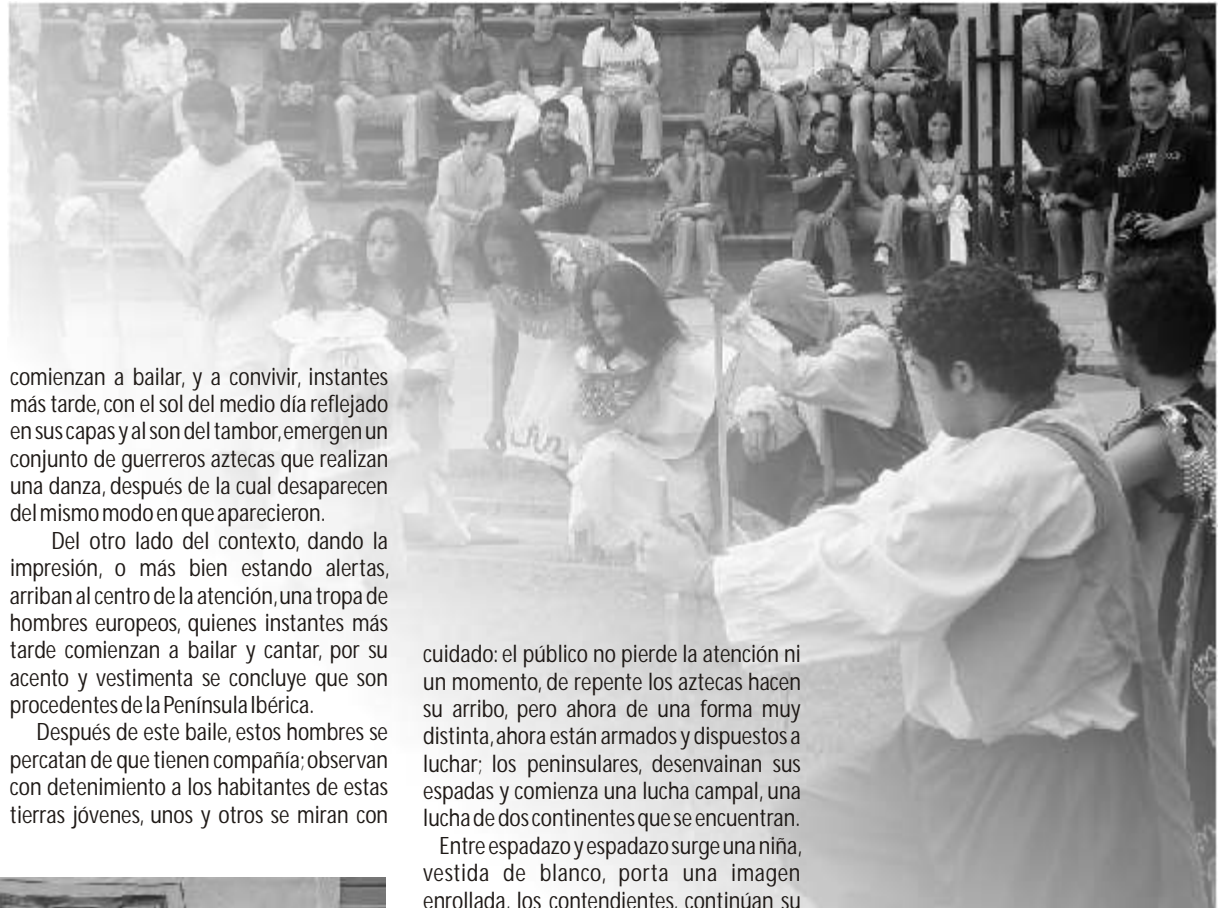 comienzan a bailar, y a convivir, instantes
más tarde, con el sol del medio día reflejado
en sus capas y al son del tambor, emergen un
conjunto de guerreros aztecas que realizan
una danza, después de la cual desaparecen
del mismo modo en que aparecieron.
Del otro lado del contexto, dando la
impresión, o más bien estando alertas,
arriban al centro de la atención, una tropa de
hombres europeos, quienes instantes más
tarde comienzan a bailar y cantar, por su
acento y vestimenta se concluye que son
procedentes de la Península Ibérica.
Después de este baile, estos hombres se
percatan de que tienen compañía; observan
con detenimiento a los habitantes de estas
tierras jóvenes, unos y otros se miran con
cuidado: el público no pierde la atención ni
un momento, de repente los aztecas hacen
su arribo, pero ahora de una forma muy
distinta, ahora están armados y dispuestos a
luchar; los peninsulares, desenvainan sus
espadas y comienza una lucha campal, una
lucha de dos continentes que se encuentran.
Entre espadazo y espadazo surge una niña,
vestida de blanco, porta una imagen
enrollada, los contendientes, continúan su